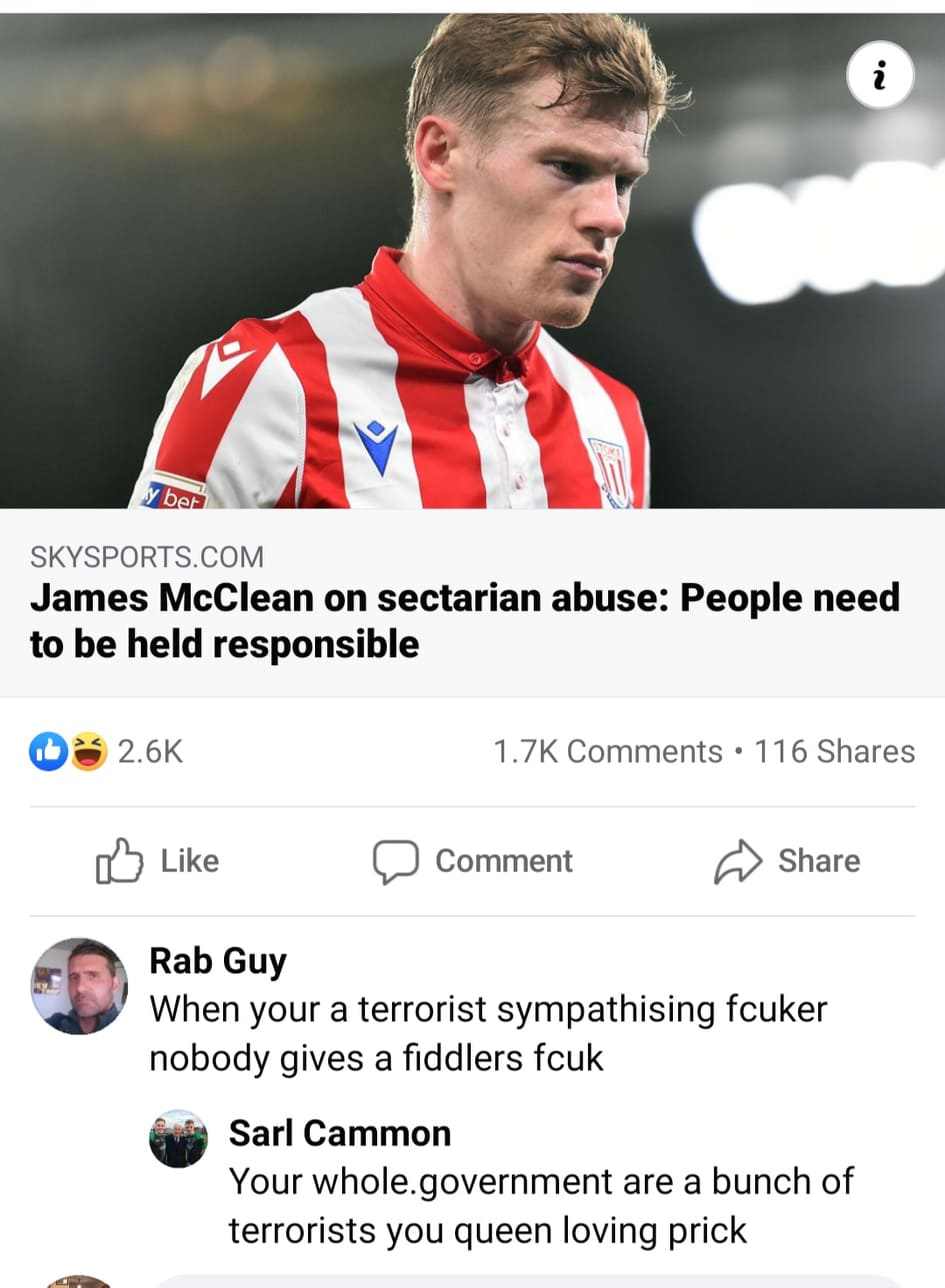 i
STOKE
y bet
SKYSPORTS.COM
James McClean on sectarian abuse: People need
to be held responsible
2.6K
1.7K Comments • 116 Shares
Like
Comment
Share
Rab Guy
When your a terrorist sympathising fcuker
nobody gives a fiddlers fcuk
Sarl Cammon
Your whole.government are a bunch of
terrorists you queen loving prick